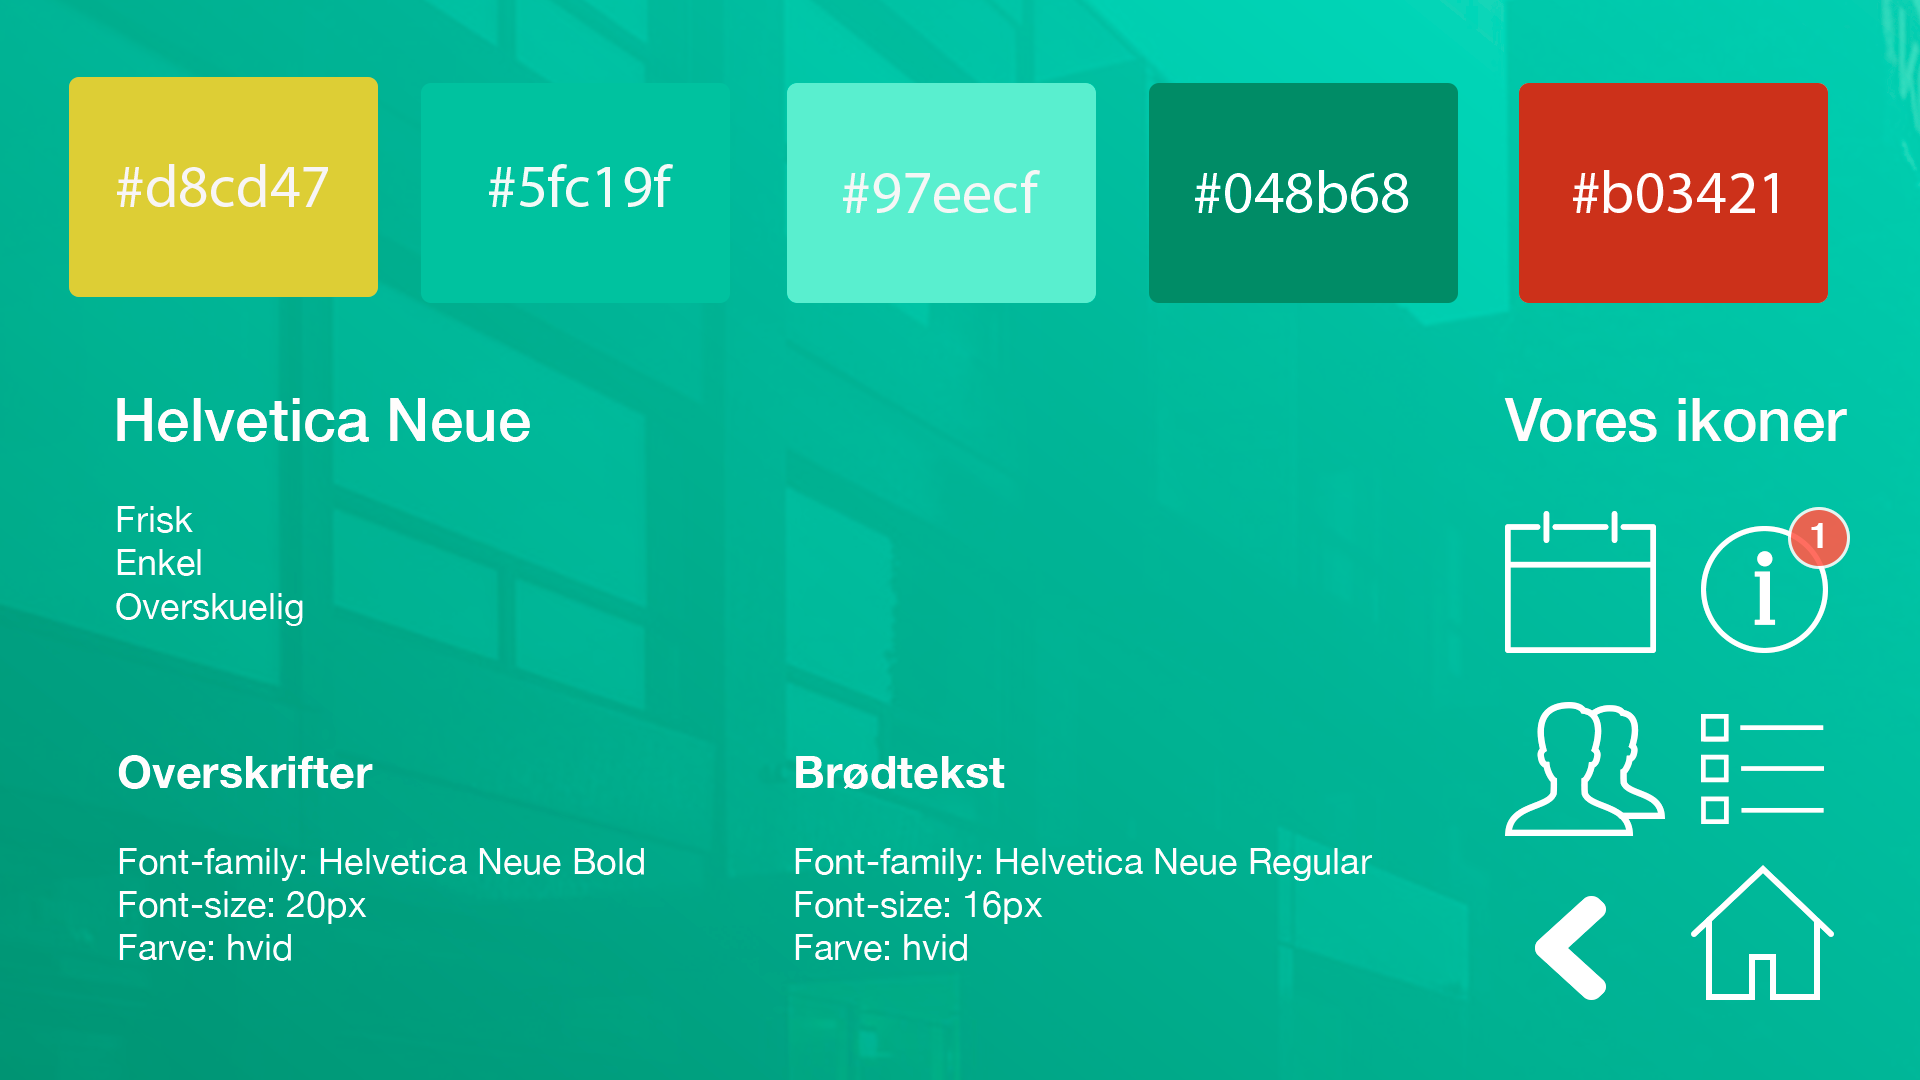 #d8cd47
#5fc19f
#97eecf
#048b68
#b03421
Helvetica Neue
Frisk
Enkel
Overskuelig
Vores ikoner
1
i
Overskrifter
Font-family: Helvetica Neue Bold
Font-size: 20px
Farve: hvid
Brødtekst
Font-family: Helvetica Neue Regular
Font-size: 16px
Farve: hvid